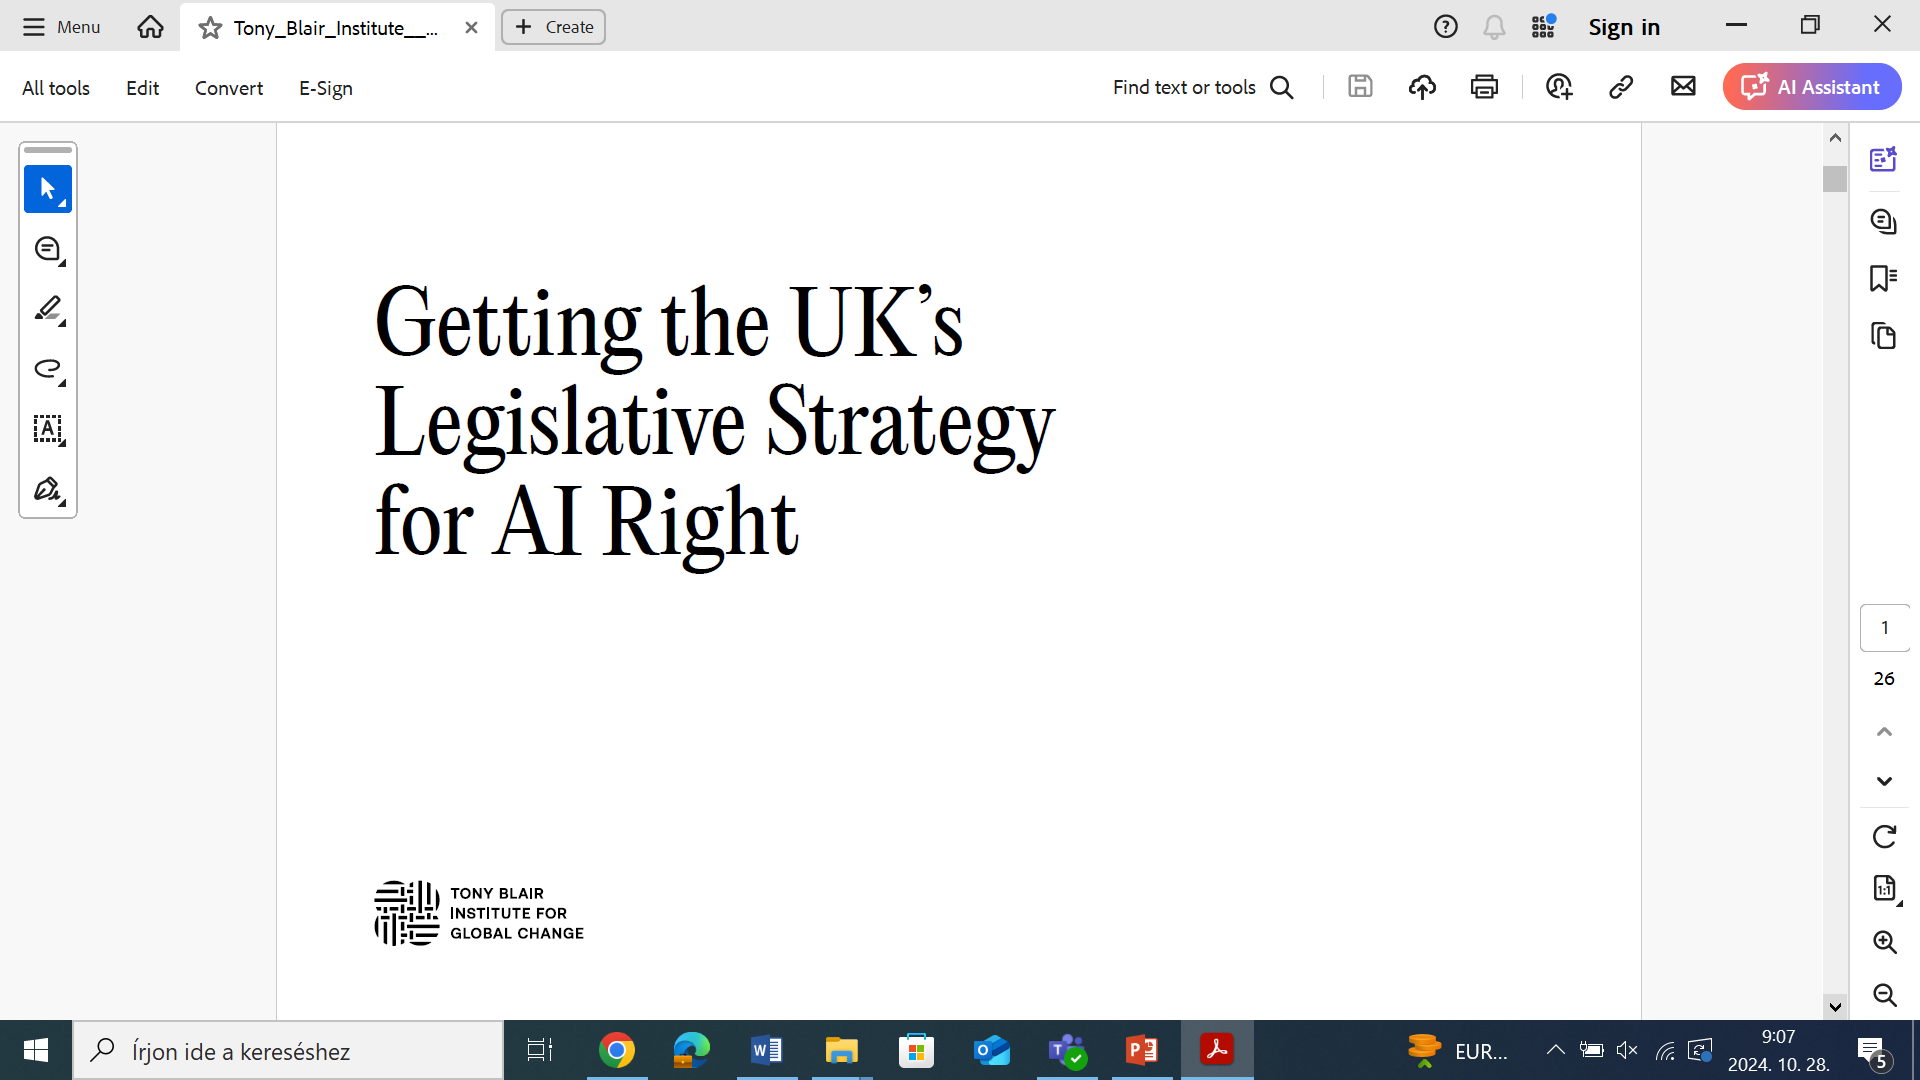 Menu
Tony_Blair_Institute__...
Create
Sign in
All tools
Edit
Convert
E-Sign
Find text or tools
AI Assistant
Getting the UK’s
Legislative Strategy
for AI Right
TONY BLAIR
INSTITUTE FOR
GLOBAL CHANGE
1
26
1:1
Írjon ide a kereséshez
EUR...
9:07
2024. 10. 28.
5